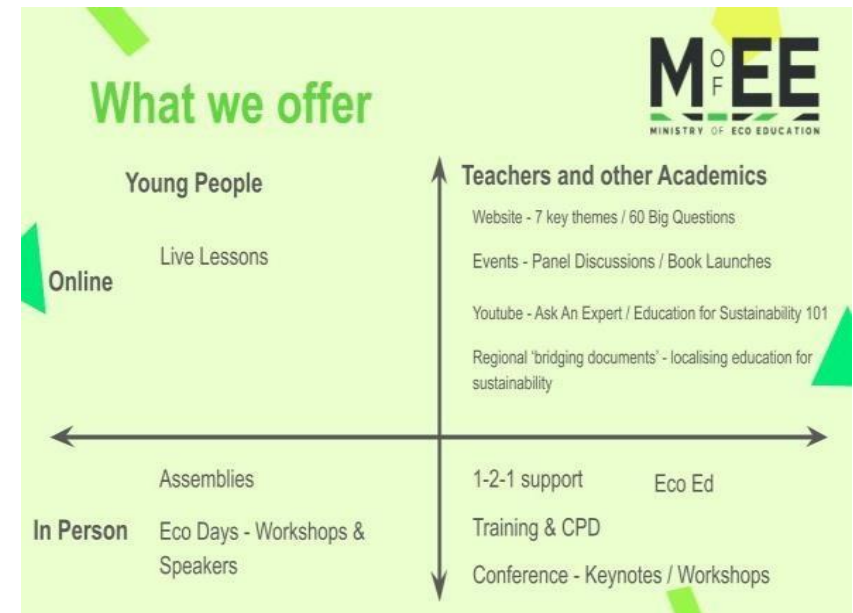 What we offer
M OF EE
MINISTRY OF ECO EDUCATION
Young People
Teachers and other Academics
Online
Live Lessons
Website - 7 key themes / 60 Big Questions
Events - Panel Discussions / Book Launches
Youtube - Ask An Expert / Education for Sustainability 101
Regional ‘bridging documents’ - localising education for
sustainability
In Person
Assemblies
Eco Days - Workshops &
Speakers
1-2-1 support
Eco Ed
Training & CPD
Conference - Keynotes / Workshops